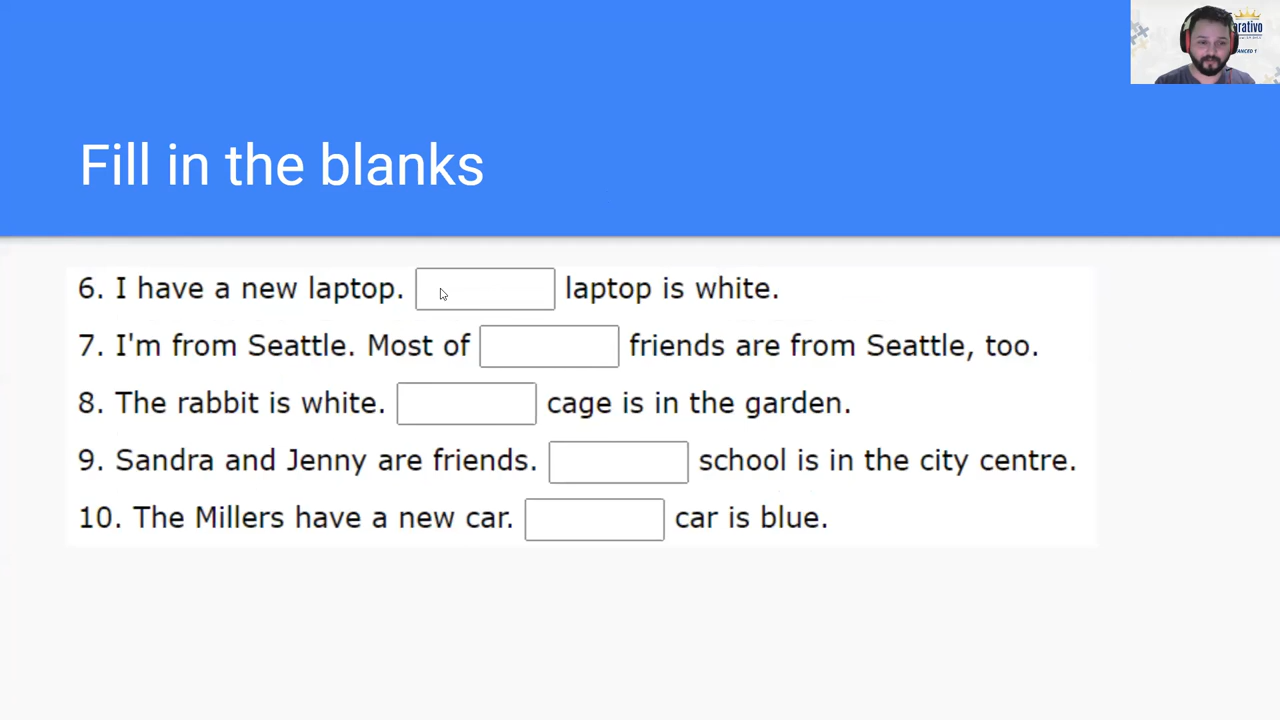 Fill in the blanks
6. I have a new laptop. laptop is white.
7. I'm from Seattle. Most of friends are from Seattle, too.
8. The rabbit is white. cage is in the garden.
9. Sandra and Jenny are friends. school is in the city centre.
10. The Millers have a new car. car is blue.